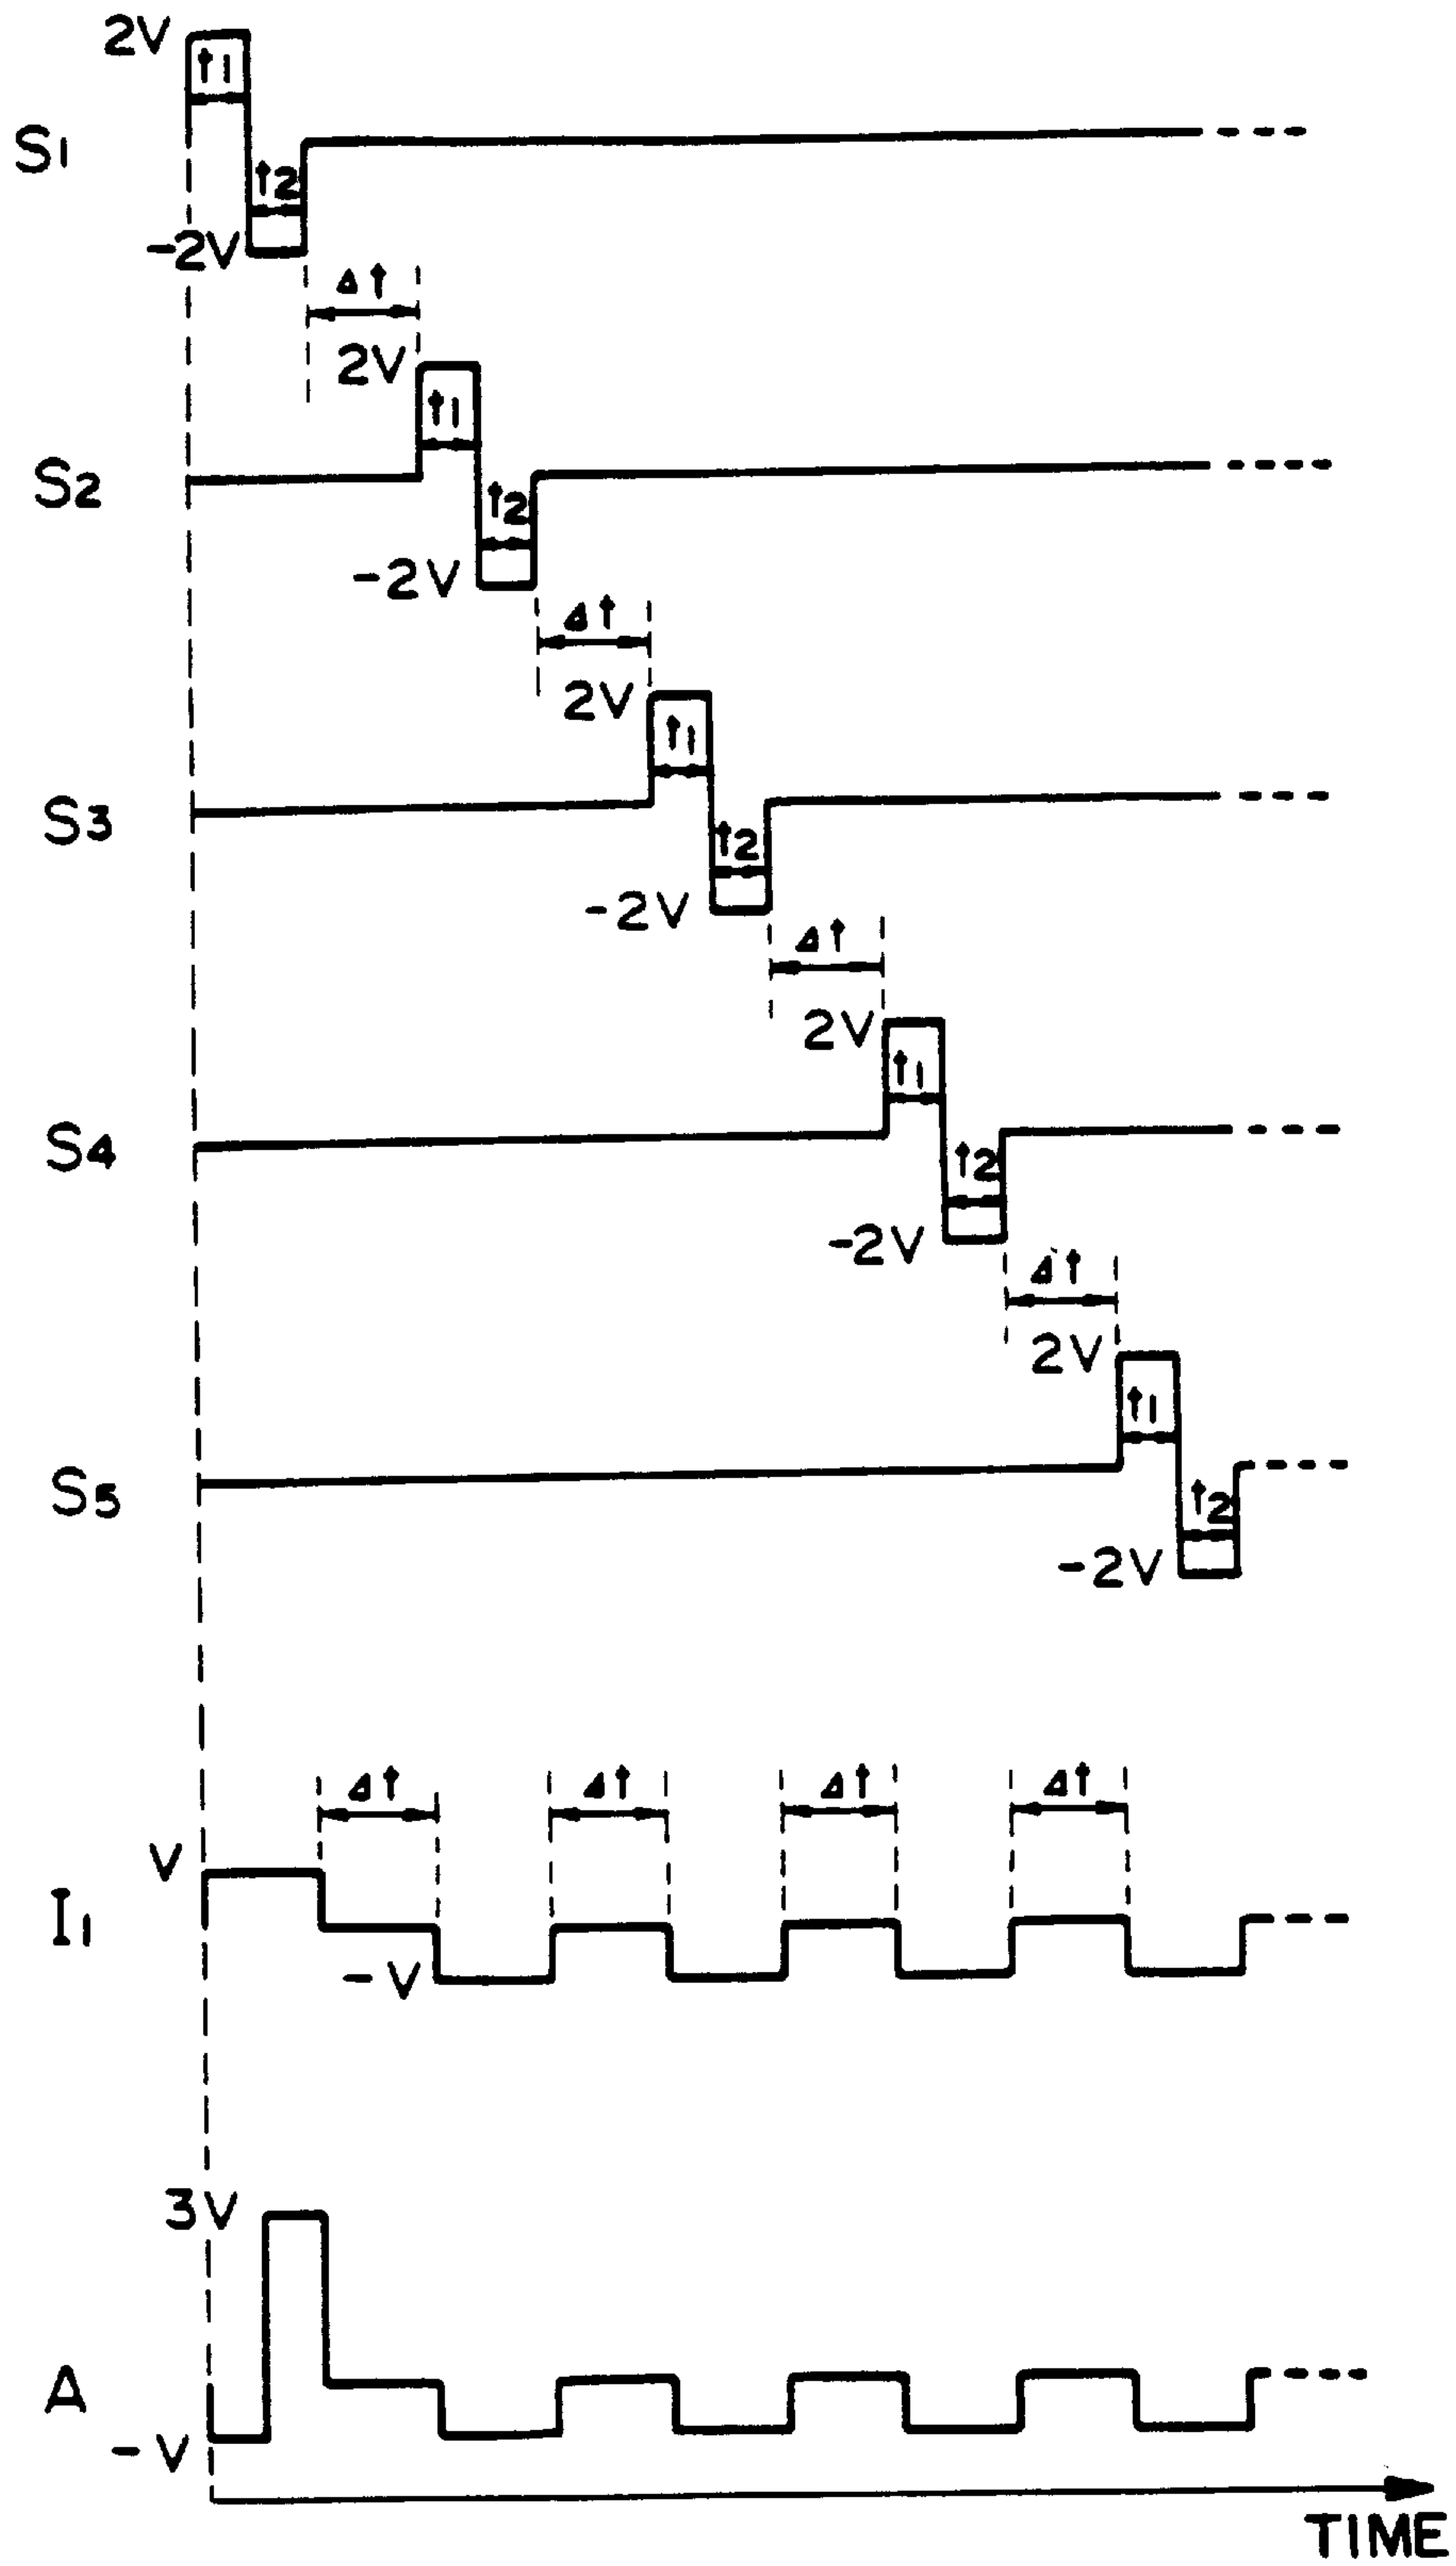 2V
t1
S1
t2
-2V
Δt
2V
t1
S2
t2
-2V
Δt
2V
t1
S3
t2
-2V
Δt
2V
t1
S4
t2
-2V
Δt
2V
t1
S5
t2
-2V
Δt Δt Δt Δt
V
I1
-V
3V
A
-V
TIME